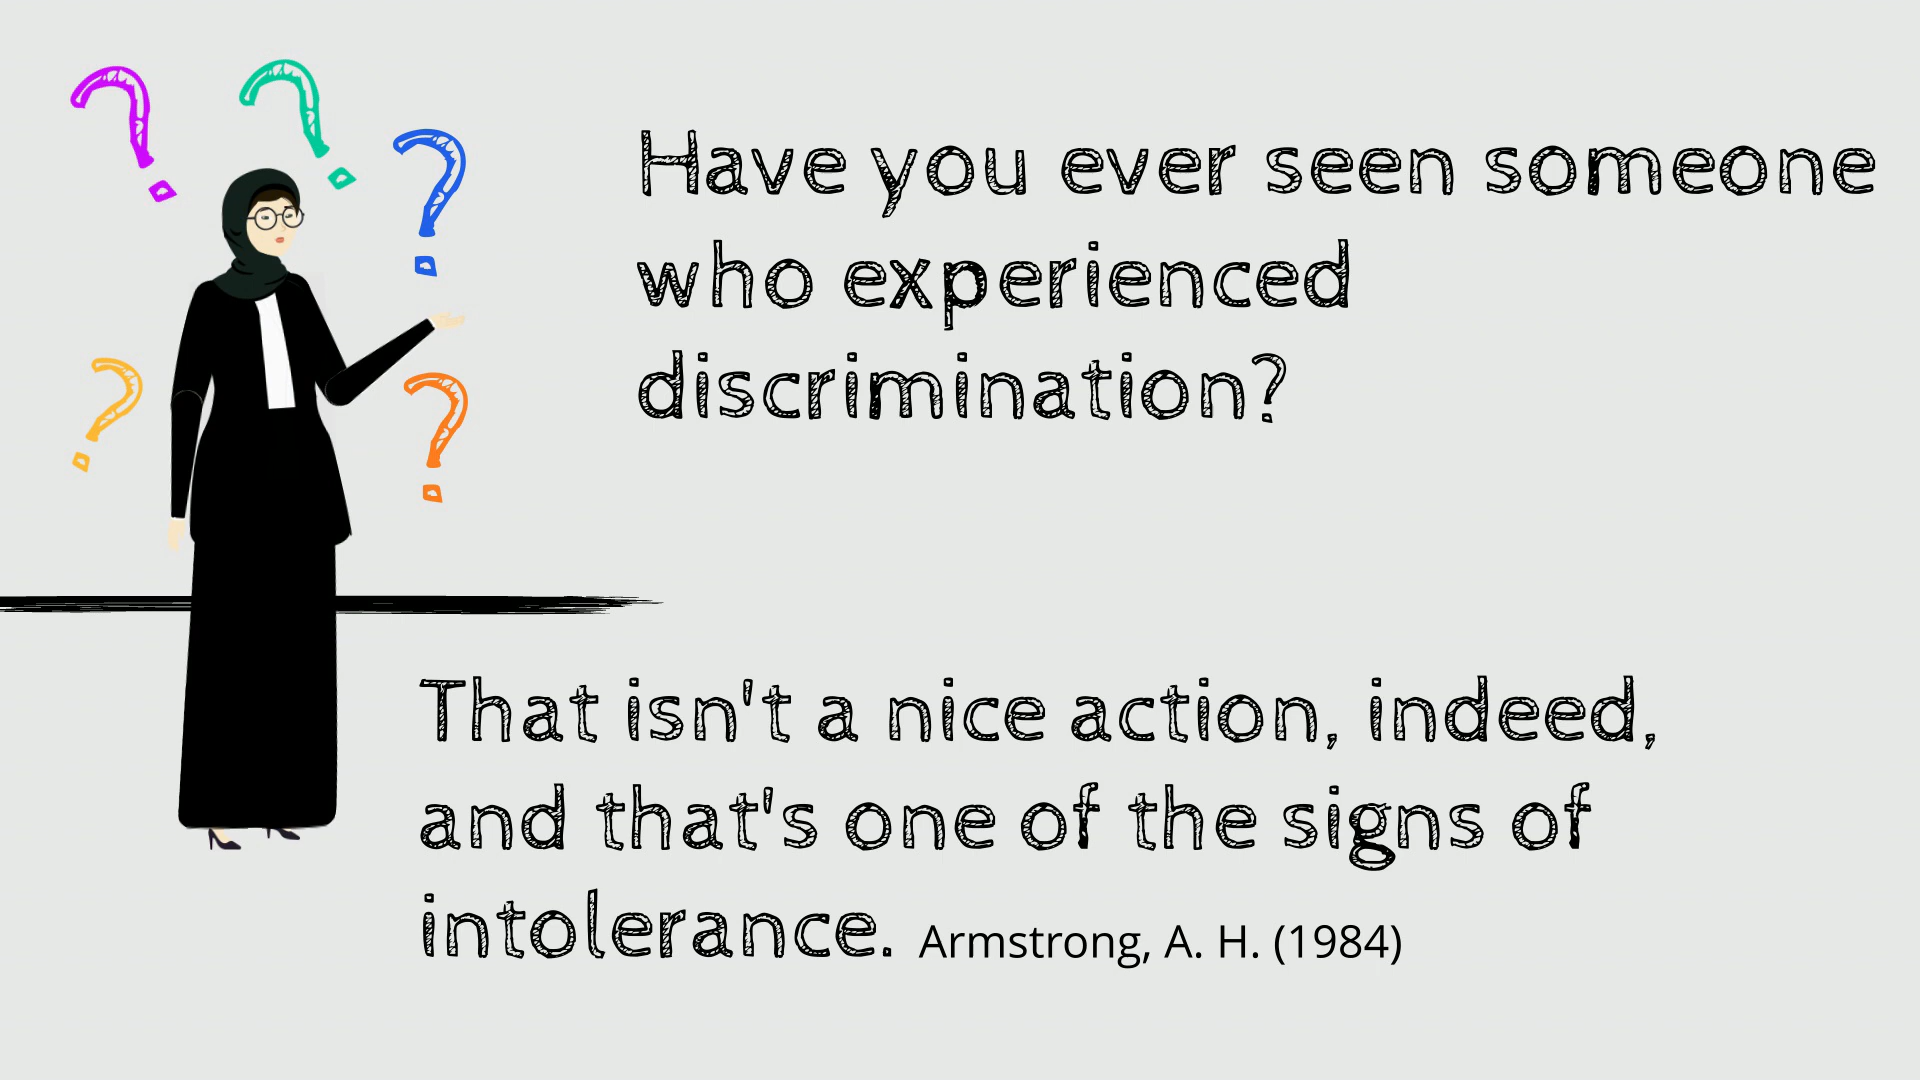 Have you ever seen someone
who experienced
discrimination?
That isn't a nice action, indeed,
and that's one of the signs of
intolerance. Armstrong, A. H. (1984)